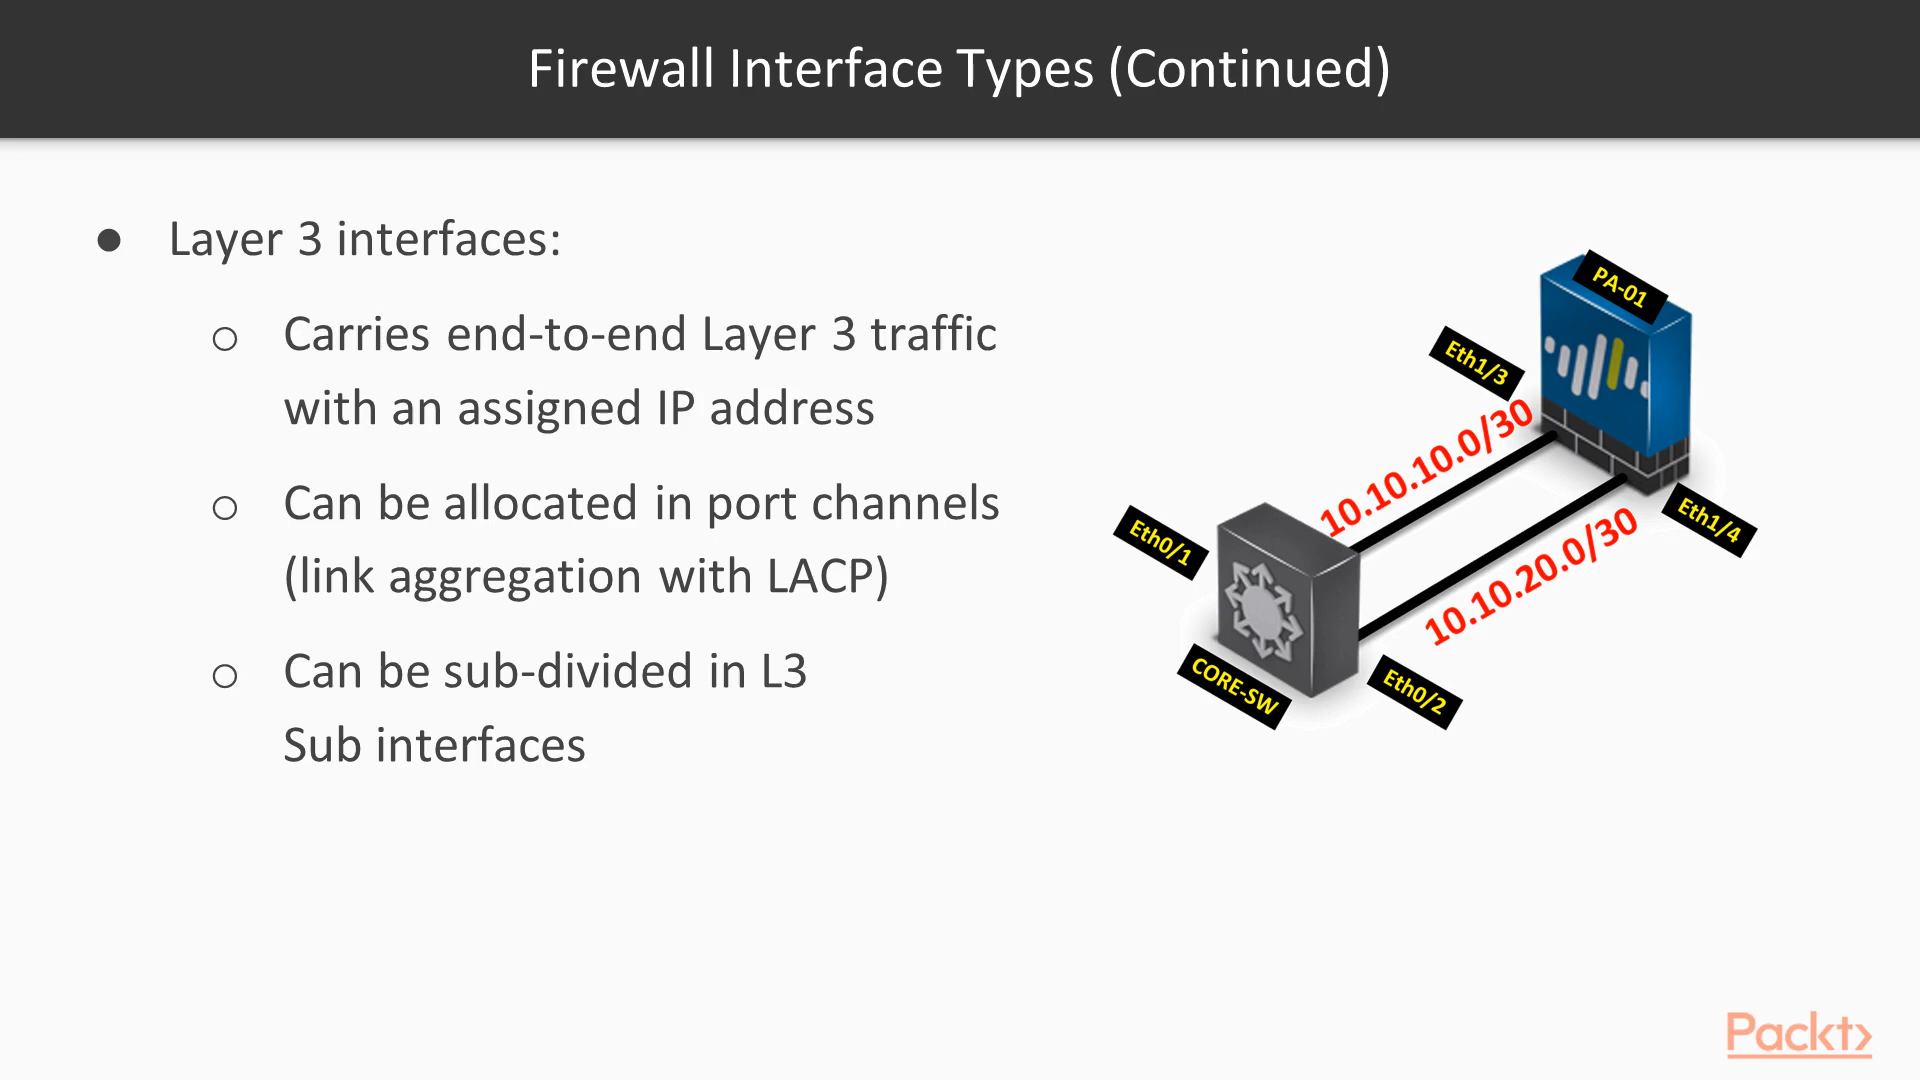 Firewall Interface Types (Continued)
● Layer 3 interfaces:
○ Carries end-to-end Layer 3 traffic
with an assigned IP address
○ Can be allocated in port channels
(link aggregation with LACP)
○ Can be sub-divided in L3
Sub interfaces
PA-01
Eth1/3
10.10.10.0/30
Eth1/4
Eth0/1
10.10.20.0/30
CORE-SW
Eth0/2
Packt>